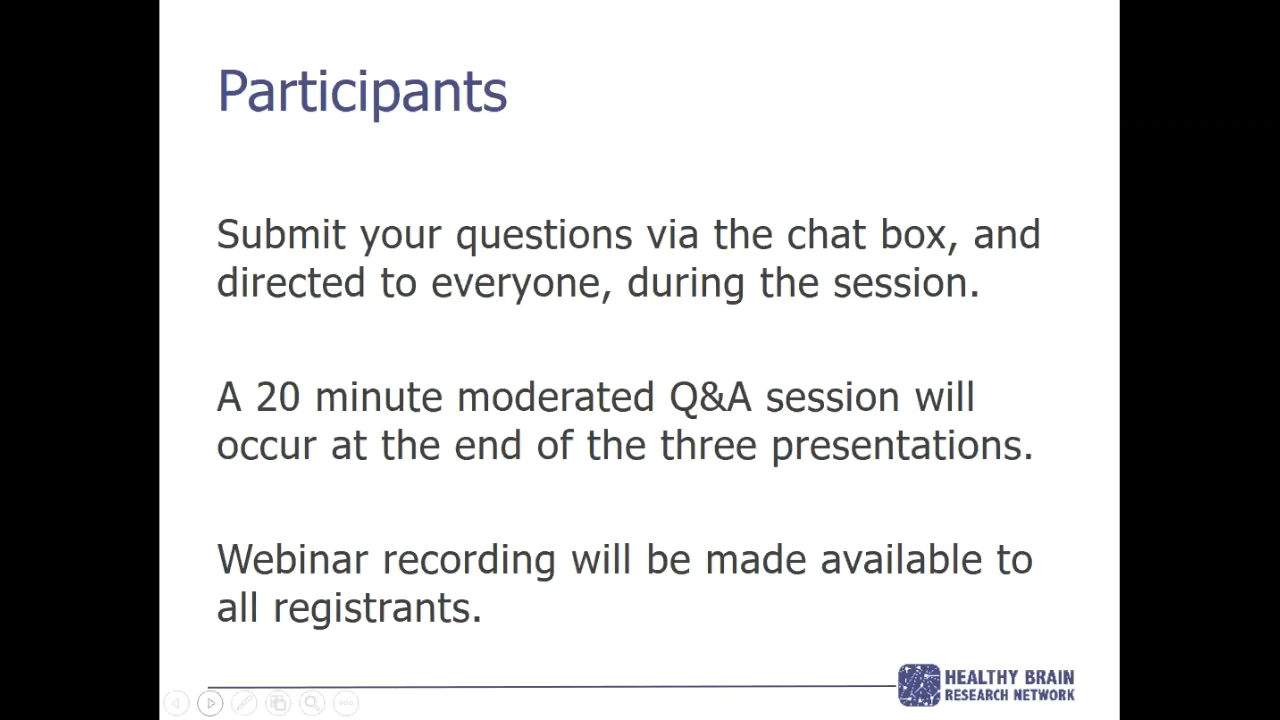 Participants
Submit your questions via the chat box, and
directed to everyone, during the session.
A 20 minute moderated Q&A session will
occur at the end of the three presentations.
Webinar recording will be made available to
all registrants.
HEALTHY BRAIN
RESEARCH NETWORK